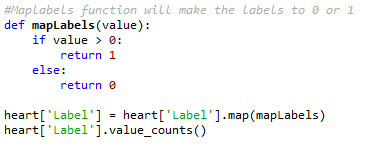 #Maplabels function will make the labels to 0 or 1
def mapLabels(value):
    if value > 0:
        return 1
    else:
        return 0

heart['Label'] = heart['Label'].map(mapLabels)
heart['Label'].value_counts()